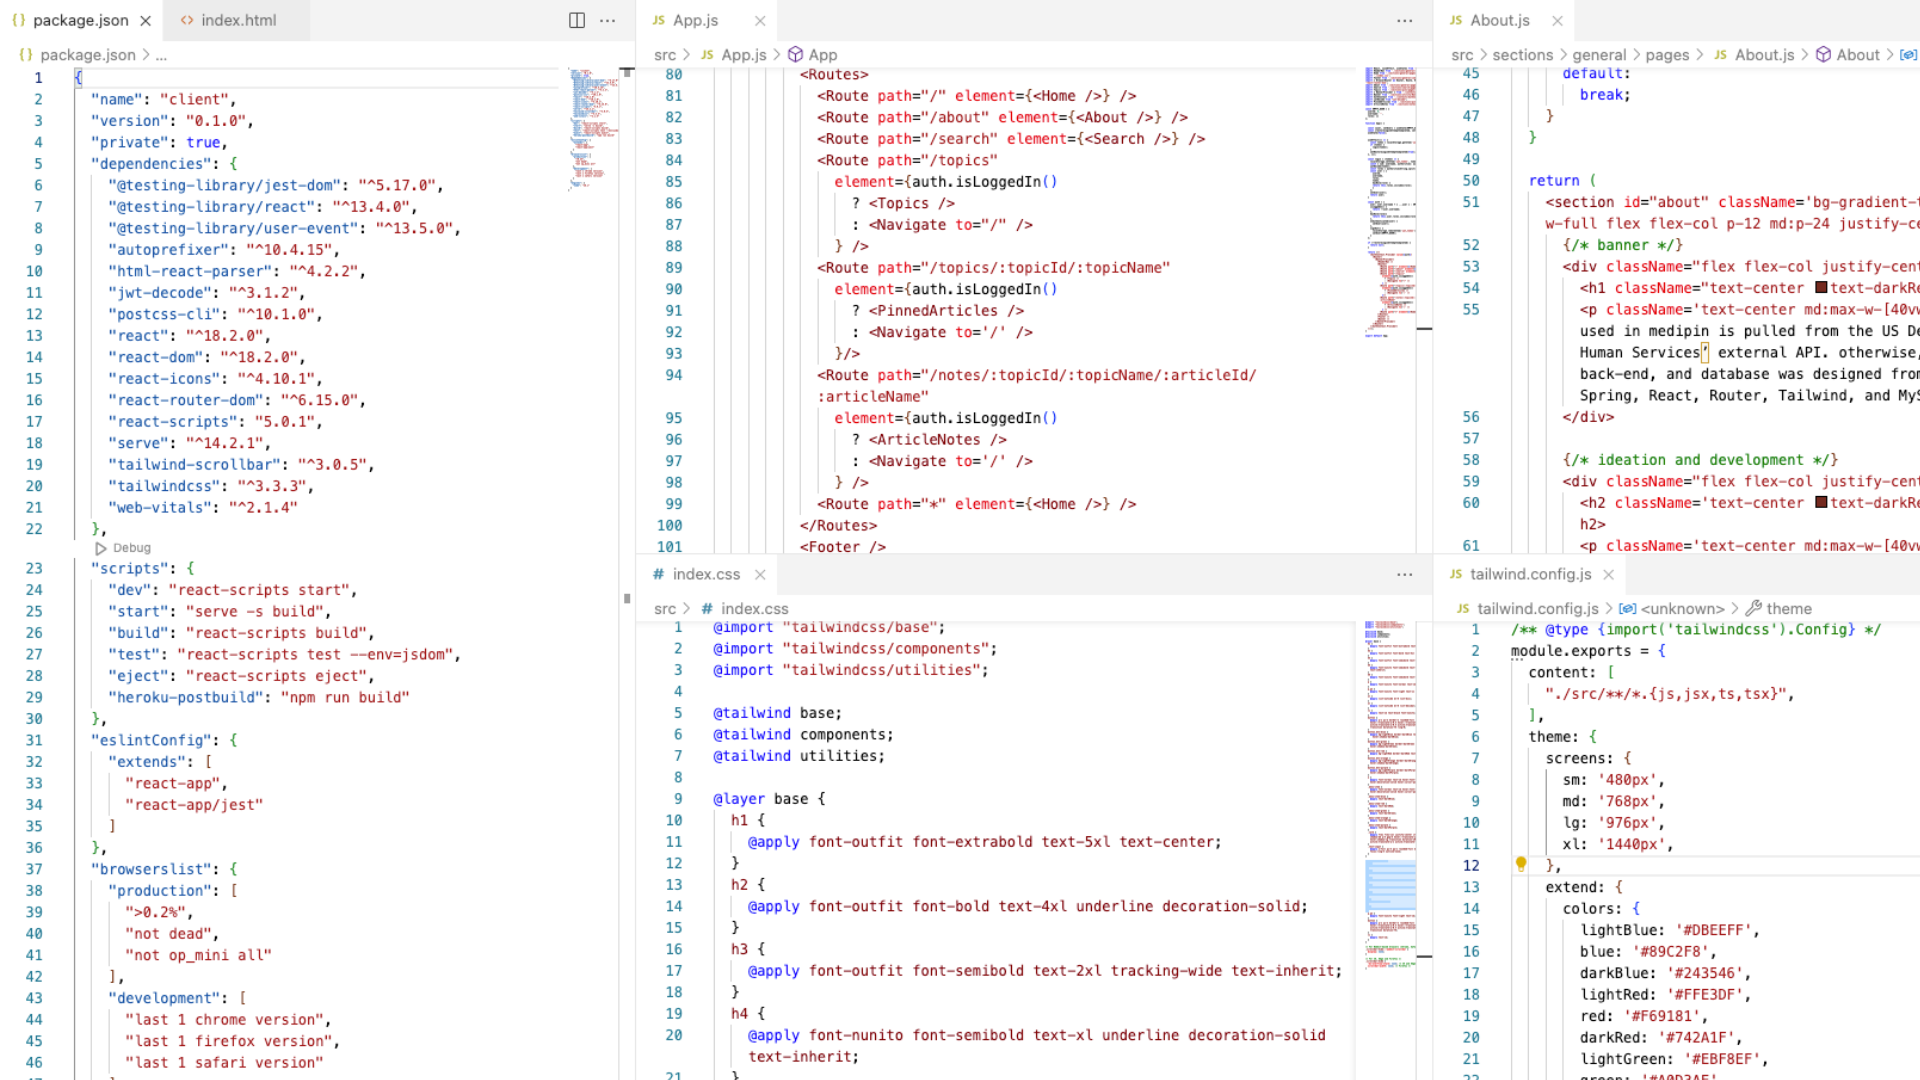 {} package.json ×
<> index.html
{} package.json > ...
1 {
2 "name": "client",
3 "version": "0.1.0",
4 "private": true,
5 "dependencies": {
6 "@testing-library/jest-dom": "^5.17.0",
7 "@testing-library/react": "^13.4.0",
8 "@testing-library/user-event": "^13.5.0",
9 "autoprefixer": "^10.4.15",
10 "html-react-parser": "^4.2.2",
11 "jwt-decode": "^3.1.2",
12 "postcss-cli": "^10.1.0",
13 "react": "^18.2.0",
14 "react-dom": "^18.2.0",
15 "react-icons": "^4.10.1",
16 "react-router-dom": "^6.15.0",
17 "react-scripts": "5.0.1",
18 "serve": "^14.2.1",
19 "tailwind-scrollbar": "^3.0.5",
20 "tailwindcss": "^3.3.3",
21 "web-vitals": "^2.1.4"
22 },
Debug
23 "scripts": {
24 "dev": "react-scripts start",
25 "start": "serve -s build",
26 "build": "react-scripts build",
27 "test": "react-scripts test --env=jsdom",
28 "eject": "react-scripts eject",
29 "heroku-postbuild": "npm run build"
30 },
31 "eslintConfig": {
32 "extends": [
33 "react-app",
34 "react-app/jest"
35 ]
36 },
37 "browserslist": {
38 "production": [
39 ">0.2%",
40 "not dead",
41 "not op_mini all"
42 ],
43 "development": [
44 "last 1 chrome version",
45 "last 1 firefox version",
46 "last 1 safari version"
JS App.js ×
src > JS App.js > App
80 <Routes>
81 <Route path="/" element={<Home />} />
82 <Route path="/about" element={<About />} />
83 <Route path="/search" element={<Search />} />
84 <Route path="/topics"
85 element={auth.isLoggedIn()
86 ? <Topics />
87 : <Navigate to="/" />
88 } />
89 <Route path="/topics/:topicId/:topicName"
90 element={auth.isLoggedIn()
91 ? <PinnedArticles />
92 : <Navigate to='/' />
93 }/>
94 <Route path="/notes/:topicId/:topicName/:articleId/
:articleName"
95 element={auth.isLoggedIn()
96 ? <ArticleNotes />
97 : <Navigate to='/' />
98 } />
99 <Route path="*" element={<Home />} />
100 </Routes>
101 <Footer />
# index.css ×
src > # index.css
1 @import "tailwindcss/base";
2 @import "tailwindcss/components";
3 @import "tailwindcss/utilities";
4
5 @tailwind base;
6 @tailwind components;
7 @tailwind utilities;
8
9 @layer base {
10 h1 {
11 @apply font-outfit font-extrabold text-5xl text-center;
12 }
13 h2 {
14 @apply font-outfit font-bold text-4xl underline decoration-solid;
15 }
16 h3 {
17 @apply font-outfit font-semibold text-2xl tracking-wide text-inherit;
18 }
19 h4 {
20 @apply font-nunito font-semibold text-xl underline decoration-solid
text-inherit;
21 }
JS About.js ×
src > sections > general > pages > JS About.js > About >
45 default:
46 break;
47 }
48 }
49
50 return (
51 <section id="about" className='bg-gradient-t
w-full flex flex-col p-12 md:p-24 justify-ce
52 {/* banner */}
53 <div className="flex flex-col justify-cent
54 <h1 className="text-center text-darkRe
55 <p className='text-center md:max-w-[40vw
used in medipin is pulled from the US De
Human Services’ external API. otherwise,
back-end, and database was designed from
Spring, React, Router, Tailwind, and MyS
56 </div>
57
58 {/* ideation and development */}
59 <div className="flex flex-col justify-cent
60 <h2 className='text-center text-darkRe
h2>
61 <p className='text-center md:max-w-[40vw
JS tailwind.config.js ×
JS tailwind.config.js > <unknown> > theme
1 /** @type {import('tailwindcss').Config} */
2 module.exports = {
3 content: [
4 "./src/**/*.{js,jsx,ts,tsx}",
5 ],
6 theme: {
7 screens: {
8 sm: '480px',
9 md: '768px',
10 lg: '976px',
11 xl: '1440px',
12 },
13 extend: {
14 colors: {
15 lightBlue: '#DBEEFF',
16 blue: '#89C2F8',
17 darkBlue: '#243546',
18 lightRed: '#FFE3DF',
19 red: '#F69181',
20 darkRed: '#742A1F',
21 lightGreen: '#EBF8EF',
22 green: '#A0D3AE',